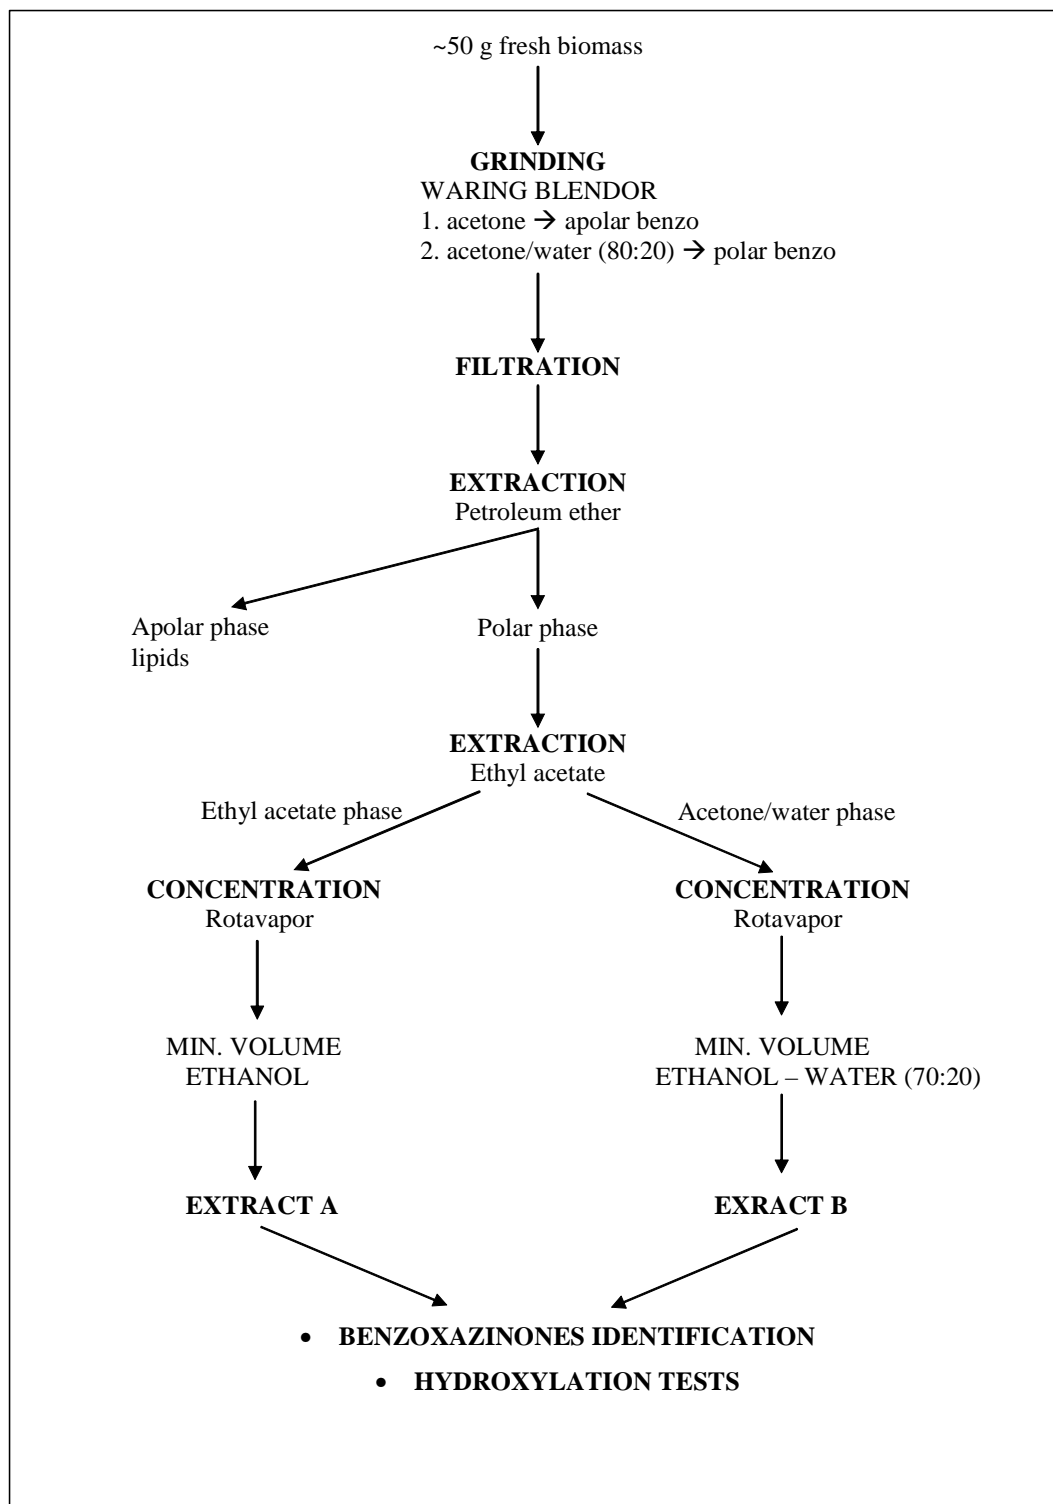 ~50 g fresh biomass
GRINDING
WARING BLENDOR
1. acetone → apolar benzo
2. acetone/water (80:20) → polar benzo
FILTRATION
EXTRACTION
Petroleum ether
Apolar phase
lipids
Polar phase
EXTRACTION
Ethyl acetate
Ethyl acetate phase
Acetone/water phase
CONCENTRATION
Rotavapor
CONCENTRATION
Rotavapor
MIN. VOLUME
ETHANOL
MIN. VOLUME
ETHANOL – WATER (70:20)
EXTRACT A
EXRACT B
• BENZOXAZINONES IDENTIFICATION
• HYDROXYLATION TESTS